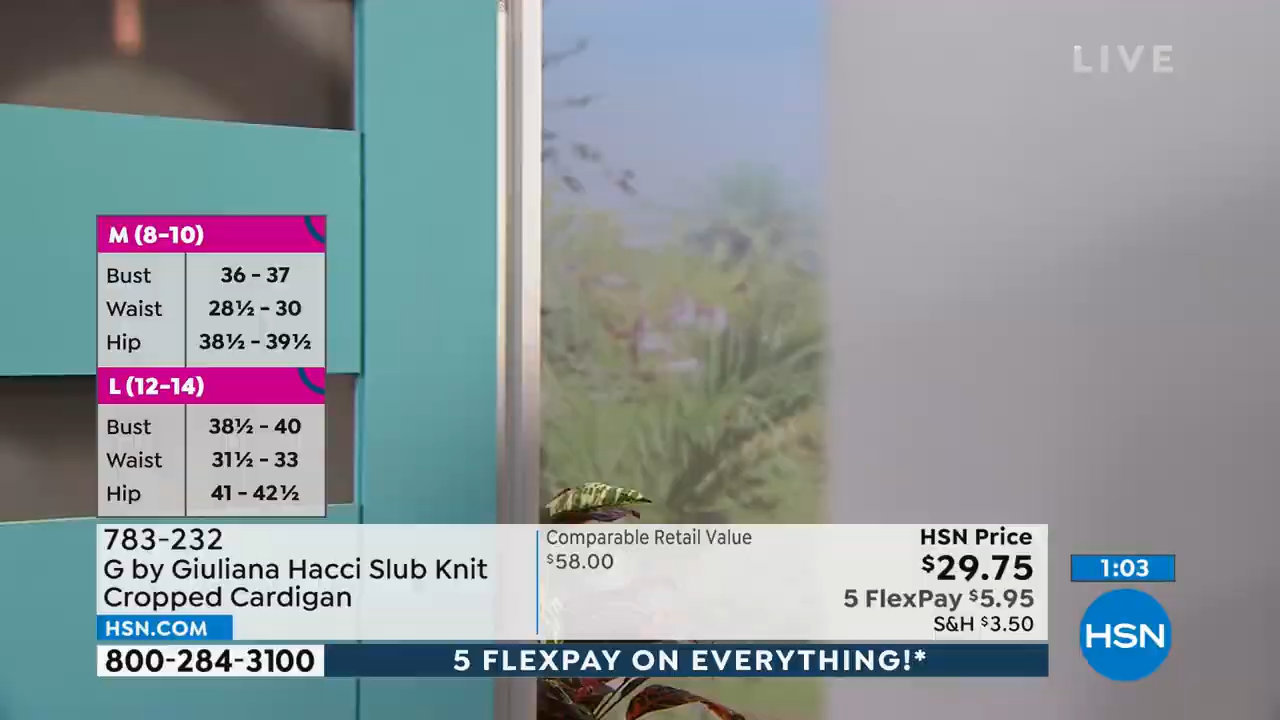 LIVE
M (8-10)
Bust 36 - 37
Waist 28½ - 30
Hip 38½ - 39½
L (12-14)
Bust 38½ - 40
Waist 31½ - 33
Hip 41 - 42½
783-232
G by Giuliana Hacci Slub Knit
Cropped Cardigan
HSN.COM
Comparable Retail Value
$58.00
HSN Price
$29.75
5 FlexPay $5.95
S&H $3.50
1:03
HSN
800-284-3100
5 FLEXPAY ON EVERYTHING!*